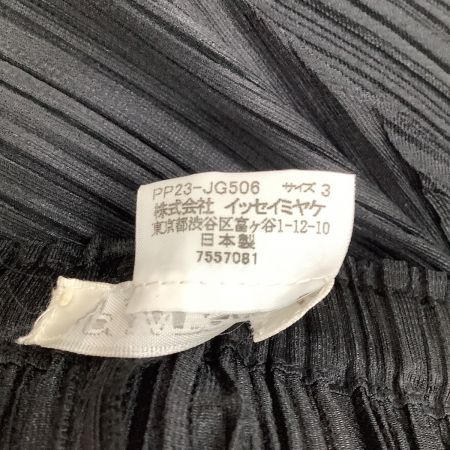 PP23-JG506 サイズ 3
株式会社 イッセイミヤケ
東京都渋谷区富ヶ谷1-12-10
日本製
7557081